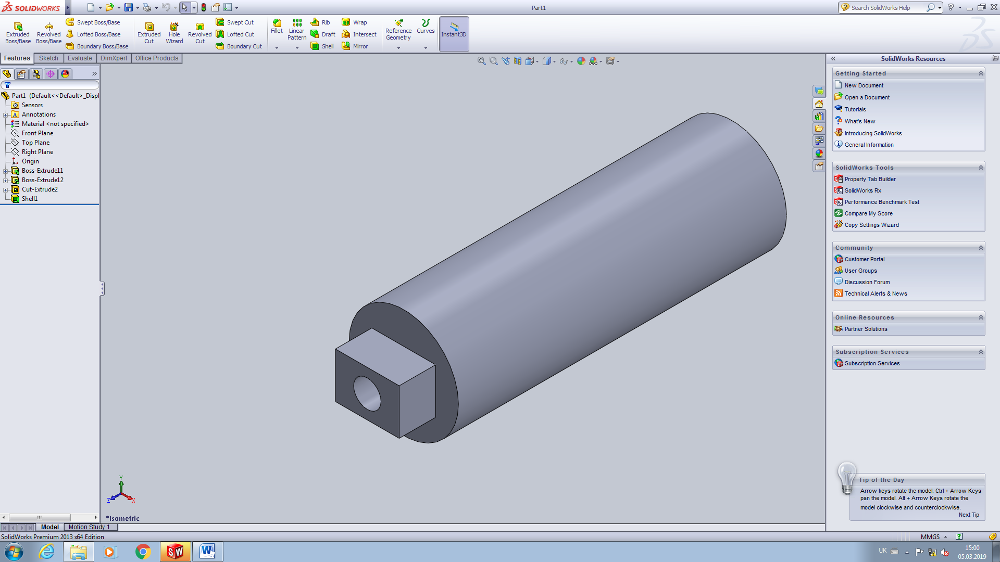 SOLIDWORKS
Part1
Search SolidWorks Help
Extruded Boss/Base
Revolved Boss/Base
Swept Boss/Base
Lofted Boss/Base
Boundary Boss/Base
Extruded Cut
Hole Wizard
Revolved Cut
Swept Cut
Lofted Cut
Boundary Cut
Fillet
Linear Pattern
Rib
Draft
Shell
Wrap
Intersect
Mirror
Reference Geometry
Curves
Instant3D
Features
Sketch
Evaluate
DimXpert
Office Products
Part1 (Default<<Default>_Displ
Sensors
Annotations
Material <not specified>
Front Plane
Top Plane
Right Plane
Origin
Boss-Extrude11
Boss-Extrude12
Cut-Extrude2
Shell1
Y
Z
X
*Isometric
Model
Motion Study 1
SolidWorks Premium 2013 x64 Edition
SolidWorks Resources
Getting Started
New Document
Open a Document
Tutorials
What's New
Introducing SolidWorks
General Information
SolidWorks Tools
Property Tab Builder
SolidWorks Rx
Performance Benchmark Test
Compare My Score
Copy Settings Wizard
Community
Customer Portal
User Groups
Discussion Forum
Technical Alerts & News
Online Resources
Partner Solutions
Subscription Services
Subscription Services
Tip of the Day
Arrow keys rotate the model. Ctrl + Arrow Keys
pan the model. Alt + Arrow Keys rotate the
model clockwise and counterclockwise.
Next Tip
MMGS
UK
15:00
05.03.2019